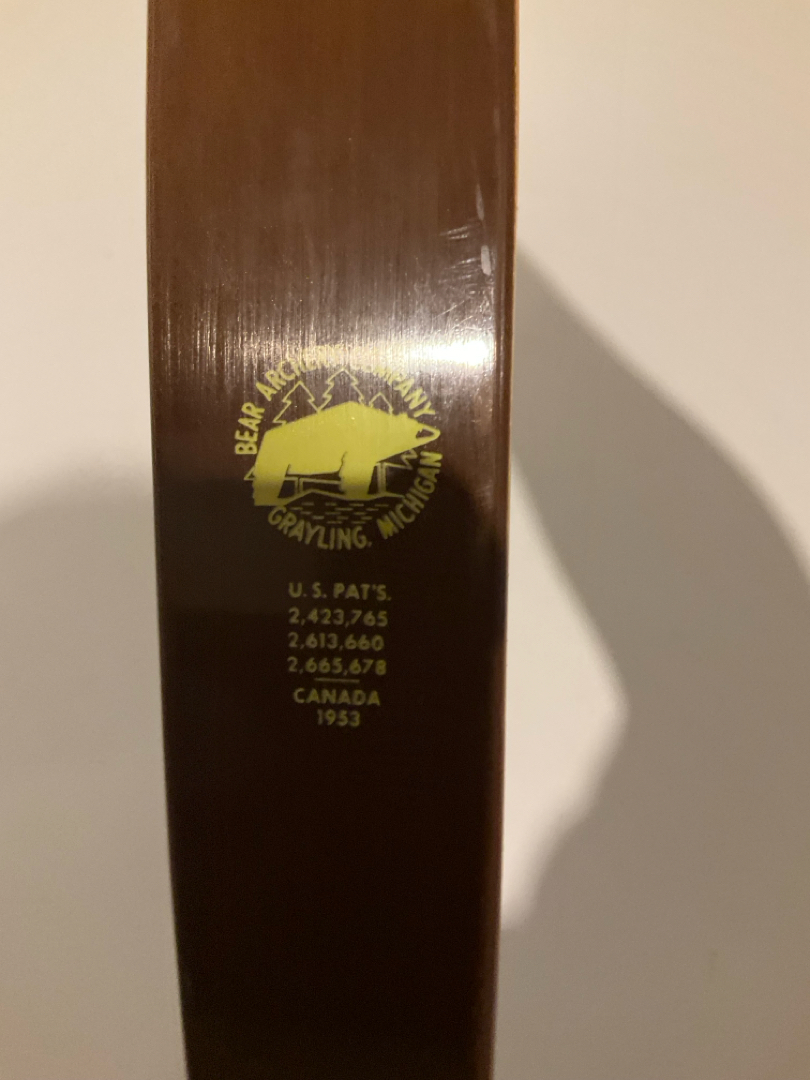 BEAR ARCHERY COMPANY
GRAYLING, MICHIGAN
U.S. PAT'S.
2,423,765
2,613,660
2,665,678
CANADA
1953